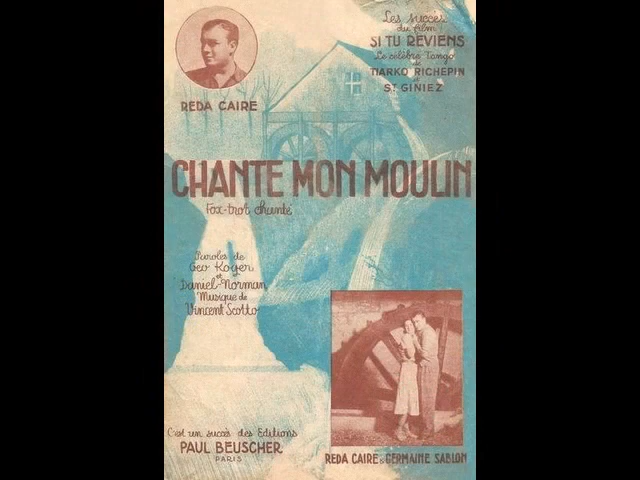 REDA CAIRE
Les succès
du film
SI TU REVIENS
Le célèbre Tango
de
TIARKO RICHEPIN
et
St GINIEZ
CHANTE MON MOULIN
Fox-trot chanté
Paroles de
Geo Koger
et
Daniel-Norman
Musique de
Vincent Scotto
C'est un succès des Editions
PAUL BEUSCHER
PARIS
REDA CAIRE & GERMAINE SABLON